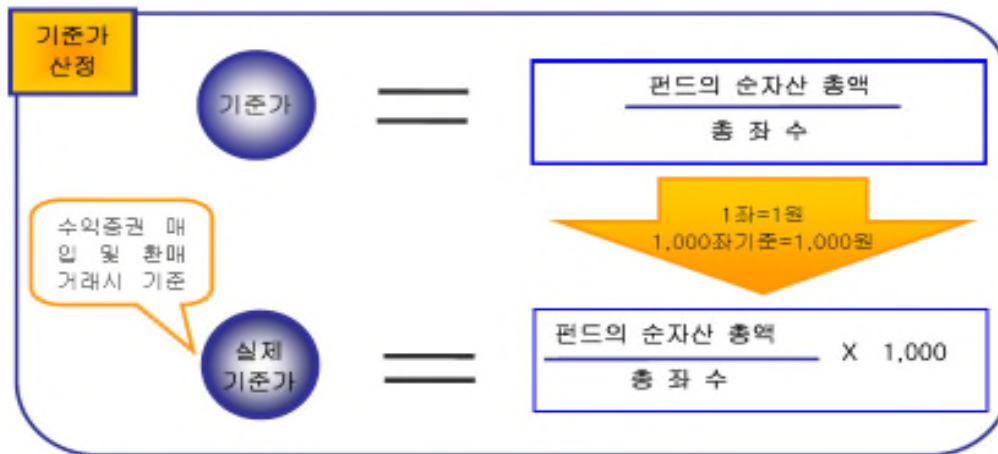 기준가
산정
기준가
펀드의 순자산 총액
총 좌 수
1좌=1원
1,000좌기준=1,000원
수익증권 매
입 및 환매
거래시 기준
실제
기준가
펀드의 순자산 총액
총 좌 수
X 1,000